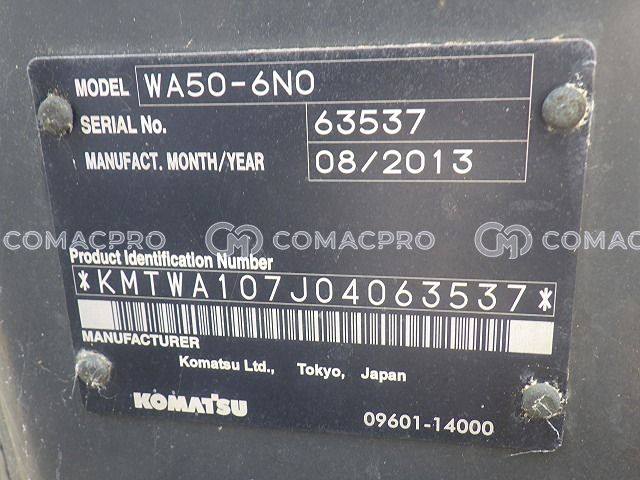 MODEL WA50-6N0
SERIAL No. 63537
MANUFACT. MONTH/YEAR 08/2013
COMACPRO COMACPRO COMACPRO
Product Identification Number
*KMTWA107J04063537*
MANUFACTURER
Komatsu Ltd., Tokyo, Japan
KOMATSU
09601-14000